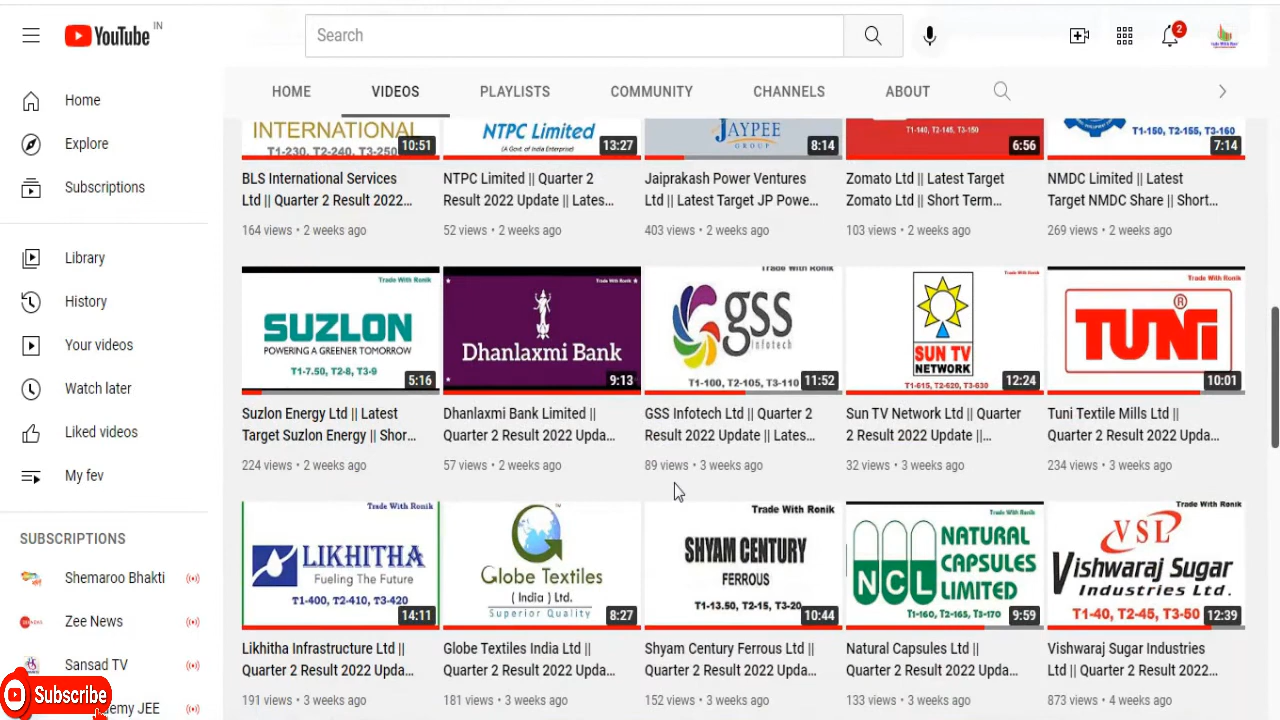 YouTube IN
Search
2
HOME VIDEOS PLAYLISTS COMMUNITY CHANNELS ABOUT
Home
Explore
Subscriptions
Library
History
Your videos
Watch later
Liked videos
My fev
SUBSCRIPTIONS
Shemaroo Bhakti
Zee News
Sansad TV
demy JEE
Subscribe
INTERNATIONAL
T1-230, T2-240, T3-250
10:51
NTPC Limited
(A Govt. of India Enterprise)
13:27
JAYPEE
GROUP
8:14
T1-140, T2-145, T3-150
6:56
T1-150, T2-155, T3-160
7:14
BLS International Services
Ltd || Quarter 2 Result 2022...
164 views • 2 weeks ago
NTPC Limited || Quarter 2
Result 2022 Update || Lates...
52 views • 2 weeks ago
Jaiprakash Power Ventures
Ltd || Latest Target JP Powe...
403 views • 2 weeks ago
Zomato Ltd || Latest Target
Zomato Ltd || Short Term...
103 views • 2 weeks ago
NMDC Limited || Latest
Target NMDC Share || Short...
269 views • 2 weeks ago
Trade With Ronik
SUZLON
POWERING A GREENER TOMORROW
T1-7.50, T2-8, T3-9
5:16
Trade With Ronik
Dhanlaxmi Bank
9:13
Trade With Ronik
gss
infotech
T1-100, T2-105, T3-110
11:52
Trade With Ronik
SUN TV
NETWORK
T1-615, T2-620, T3-630
12:24
Trade With Ronik
TUNI ®
10:01
Suzlon Energy Ltd || Latest
Target Suzlon Energy || Shor...
224 views • 2 weeks ago
Dhanlaxmi Bank Limited ||
Quarter 2 Result 2022 Upda...
57 views • 2 weeks ago
GSS Infotech Ltd || Quarter 2
Result 2022 Update || Lates...
89 views • 3 weeks ago
Sun TV Network Ltd || Quarter
2 Result 2022 Update ||...
32 views • 3 weeks ago
Tuni Textile Mills Ltd ||
Quarter 2 Result 2022 Upda...
234 views • 3 weeks ago
Trade With Ronik
LIKHITHA
Fueling The Future
T1-400, T2-410, T3-420
14:11
Trade With Ronik
TM
Globe Textiles
( India ) Ltd.
Superior Quality
8:27
Trade With Ronik
SHYAM CENTURY
FERROUS
T1-13.50, T2-15, T3-20
10:44
Trade With Ronik
NCL
NATURAL
CAPSULES
LIMITED
T1-160, T2-165, T3-170
9:59
Trade With Ronik
VSL
Vishwaraj Sugar
Industries Ltd.
T1-40, T2-45, T3-50
12:39
Likhitha Infrastructure Ltd ||
Quarter 2 Result 2022 Upda...
191 views • 3 weeks ago
Globe Textiles India Ltd ||
Quarter 2 Result 2022 Upda...
181 views • 3 weeks ago
Shyam Century Ferrous Ltd ||
Quarter 2 Result 2022 Upda...
152 views • 3 weeks ago
Natural Capsules Ltd ||
Quarter 2 Result 2022 Upda...
133 views • 3 weeks ago
Vishwaraj Sugar Industries
Ltd || Quarter 2 Result 2022...
873 views • 4 weeks ago